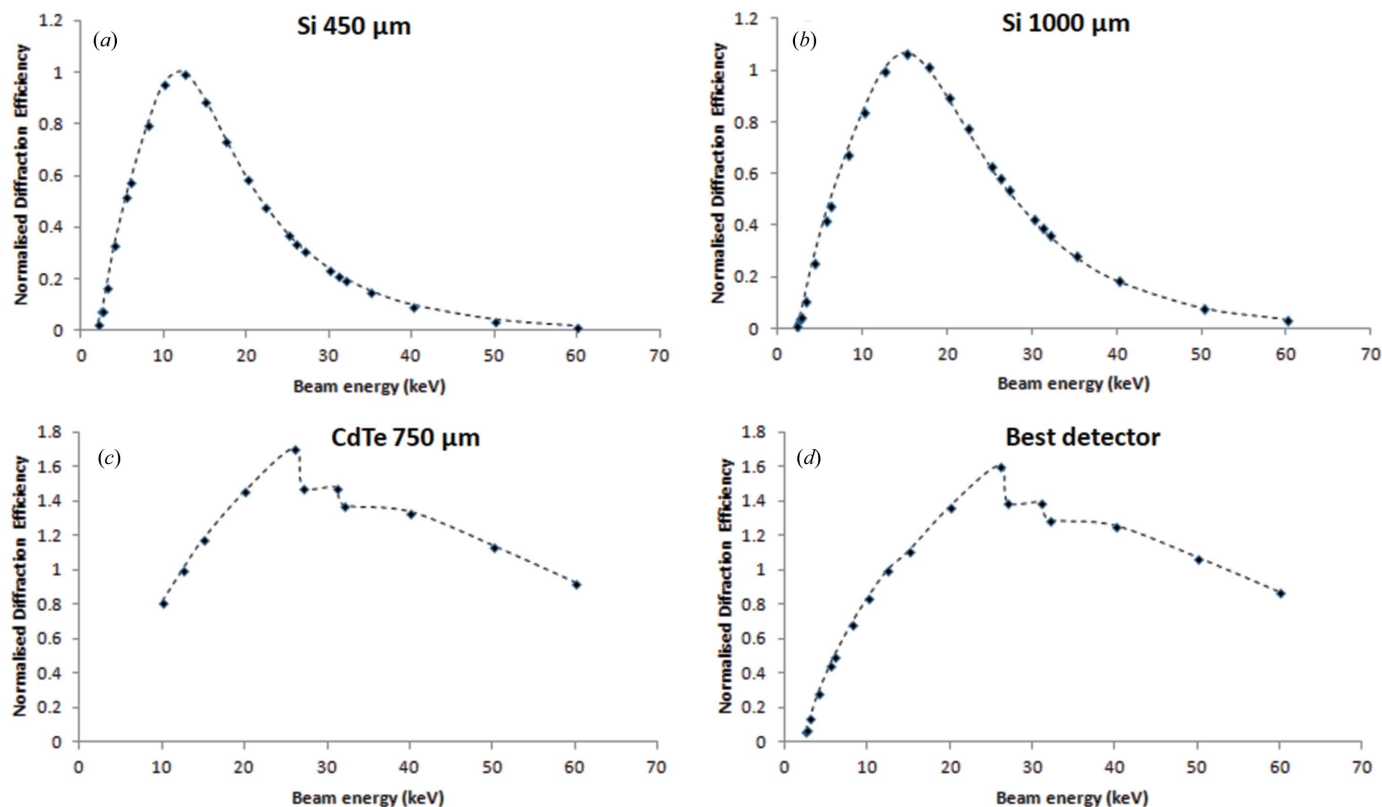 Si 450 µm
(a)
Normalised Diffraction Efficiency
1.2
1
0.8
0.6
0.4
0.2
0
0 10 20 30 40 50 60 70
Beam energy (keV)
Si 1000 µm
(b)
Normalised Diffraction Efficiency
1.2
1
0.8
0.6
0.4
0.2
0
0 10 20 30 40 50 60 70
Beam energy (keV)
CdTe 750 µm
(c)
Normalised Diffraction Efficiency
1.8
1.6
1.4
1.2
1
0.8
0.6
0.4
0.2
0
0 10 20 30 40 50 60 70
Beam energy (keV)
Best detector
(d)
Normalised Difraction Efficiency
1.8
1.6
1.4
1.2
1
0.8
0.6
0.4
0.2
0
0 10 20 30 40 50 60 70
Beam energy (keV)